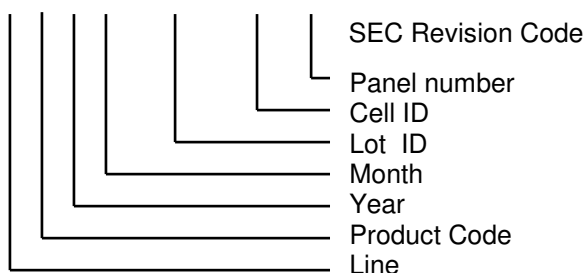 SEC Revision Code
Panel number
Cell ID
Lot ID
Month
Year
Product Code
Line